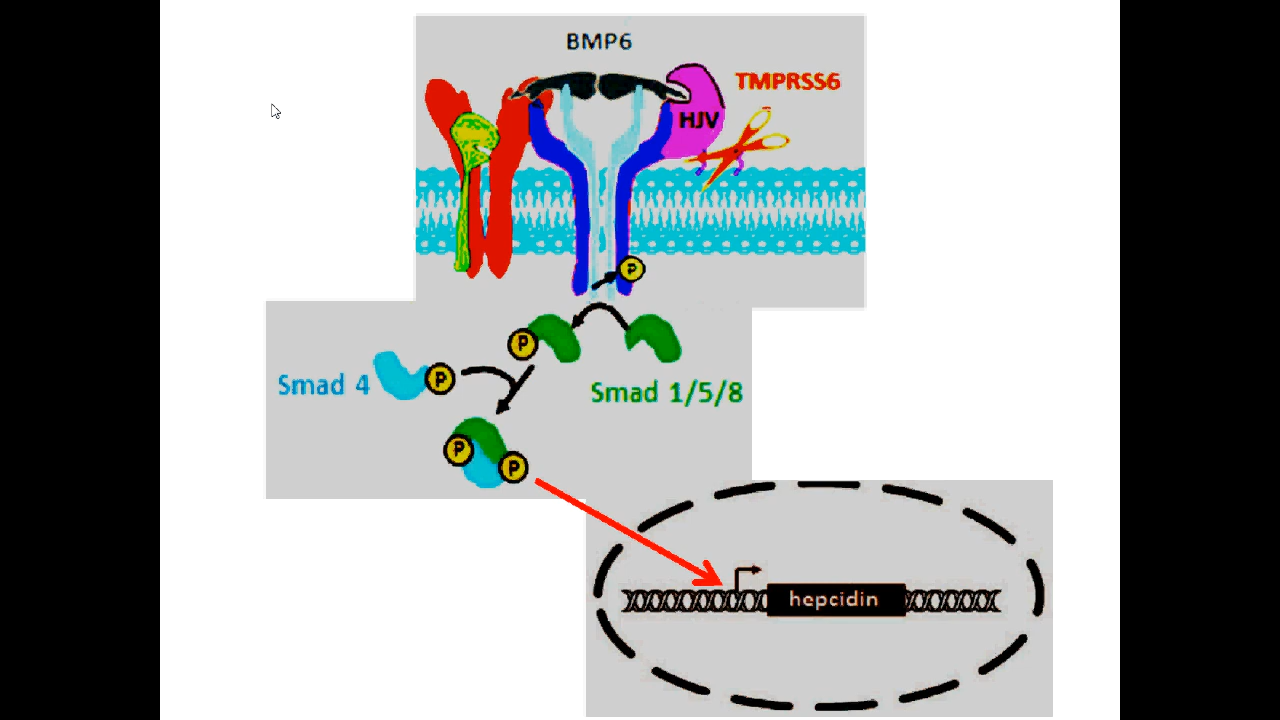 BMP6
TMPRSS6
HJV
P
P
P
Smad 4
Smad 1/5/8
P
P
hepcidin